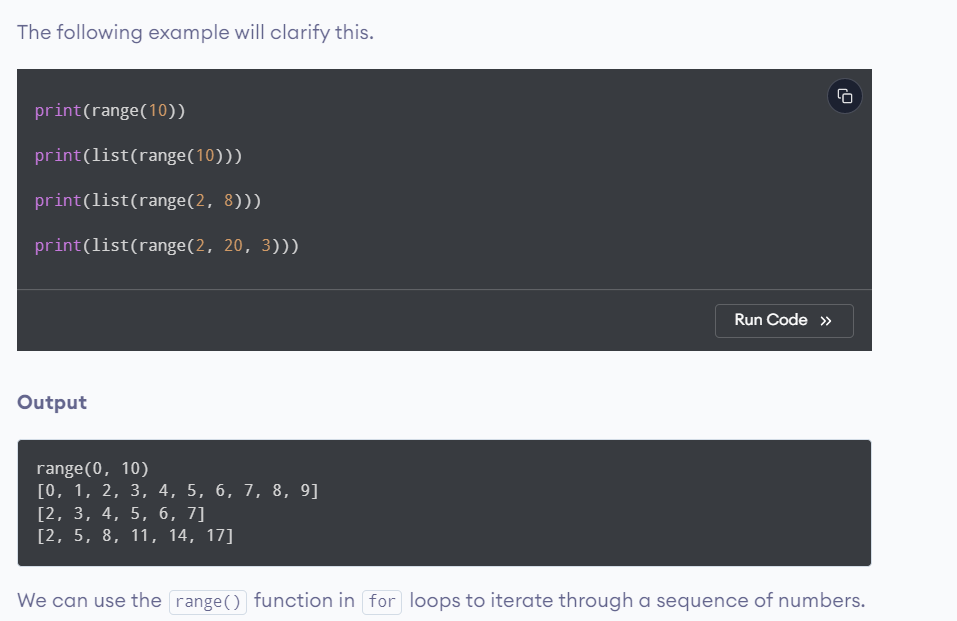 The following example will clarify this.
print(range(10))
print(list(range(10)))
print(list(range(2, 8)))
print(list(range(2, 20, 3)))
Run Code »
Output
range(0, 10)
[0, 1, 2, 3, 4, 5, 6, 7, 8, 9]
[2, 3, 4, 5, 6, 7]
[2, 5, 8, 11, 14, 17]
We can use the range() function in for loops to iterate through a sequence of numbers.